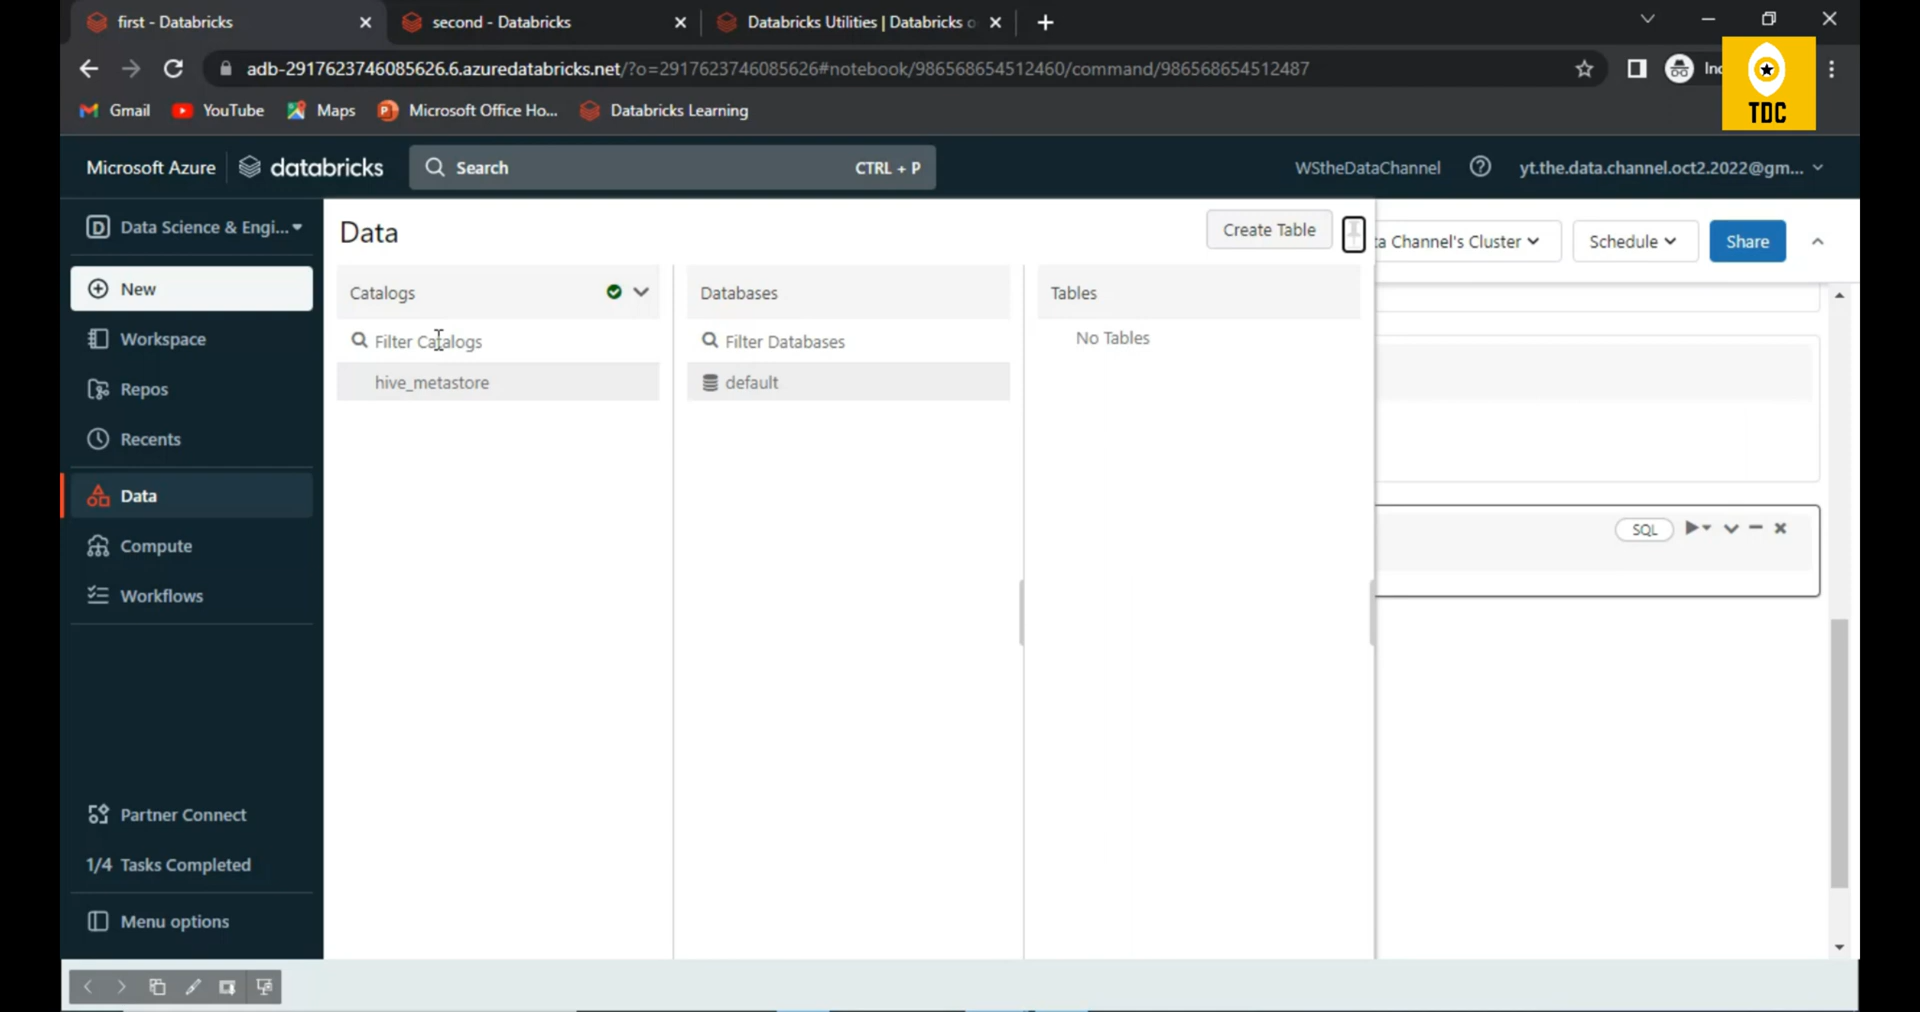 first - Databricks
second - Databricks
Databricks Utilities | Databricks o
adb-2917623746085626.6.azuredatabricks.net/?o=2917623746085626#notebook/986568654512460/command/986568654512487
Inc
TDC
Gmail
YouTube
Maps
Microsoft Office Ho...
Databricks Learning
Microsoft Azure
databricks
Search
CTRL + P
WStheDataChannel
yt.the.data.channel.oct2.2022@gm...
D Data Science & Engi...
Data
Create Table
ta Channel's Cluster
Schedule
Share
New
Catalogs
Databases
Tables
Workspace
Filter Catalogs
Filter Databases
No Tables
Repos
hive_metastore
default
Recents
Data
SQL
Compute
Workflows
Partner Connect
1/4 Tasks Completed
Menu options